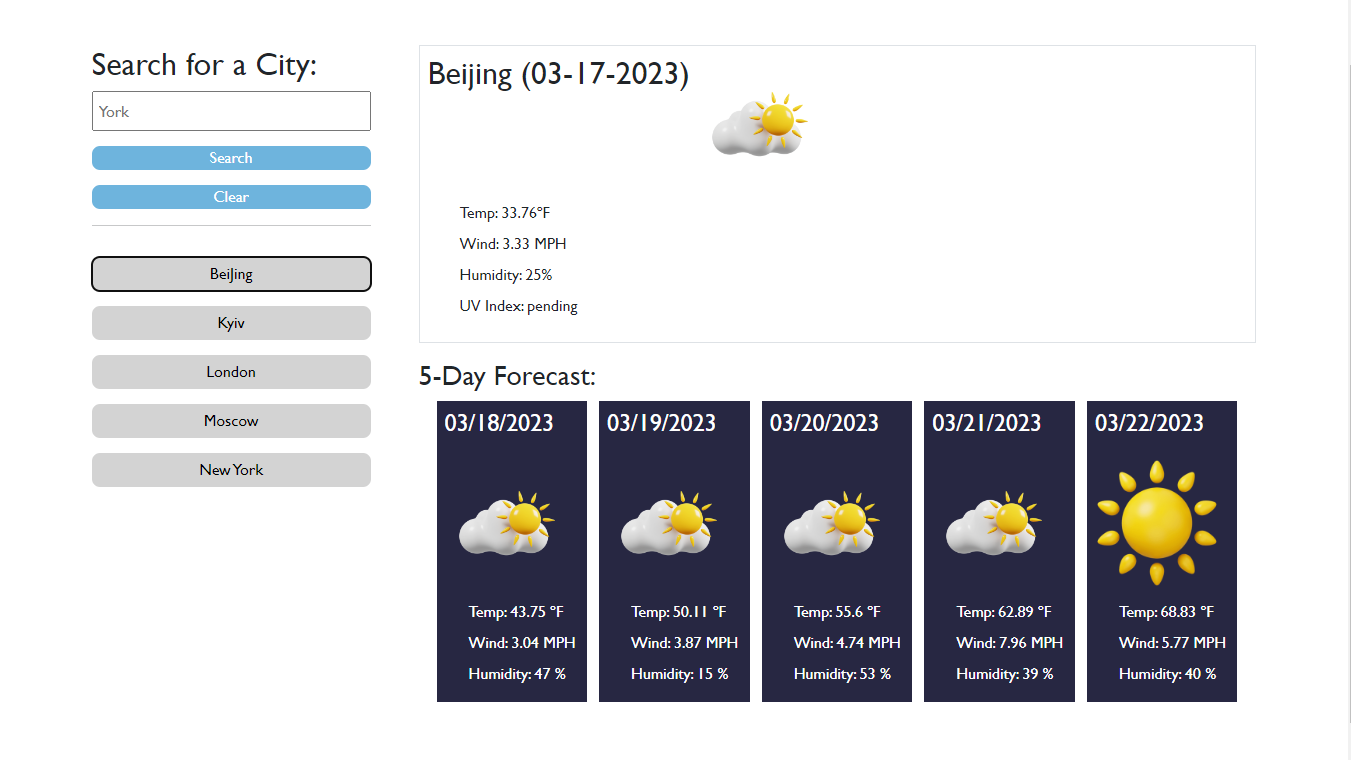 Search for a City:
York
Search
Clear
BeiJing
Kyiv
London
Moscow
New York
Beijing (03-17-2023)
Temp: 33.76°F
Wind: 3.33 MPH
Humidity: 25%
UV Index: pending
5-Day Forecast:
03/18/2023
Temp: 43.75 °F
Wind: 3.04 MPH
Humidity: 47 %
03/19/2023
Temp: 50.11 °F
Wind: 3.87 MPH
Humidity: 15 %
03/20/2023
Temp: 55.6 °F
Wind: 4.74 MPH
Humidity: 53 %
03/21/2023
Temp: 62.89 °F
Wind: 7.96 MPH
Humidity: 39 %
03/22/2023
Temp: 68.83 °F
Wind: 5.77 MPH
Humidity: 40 %